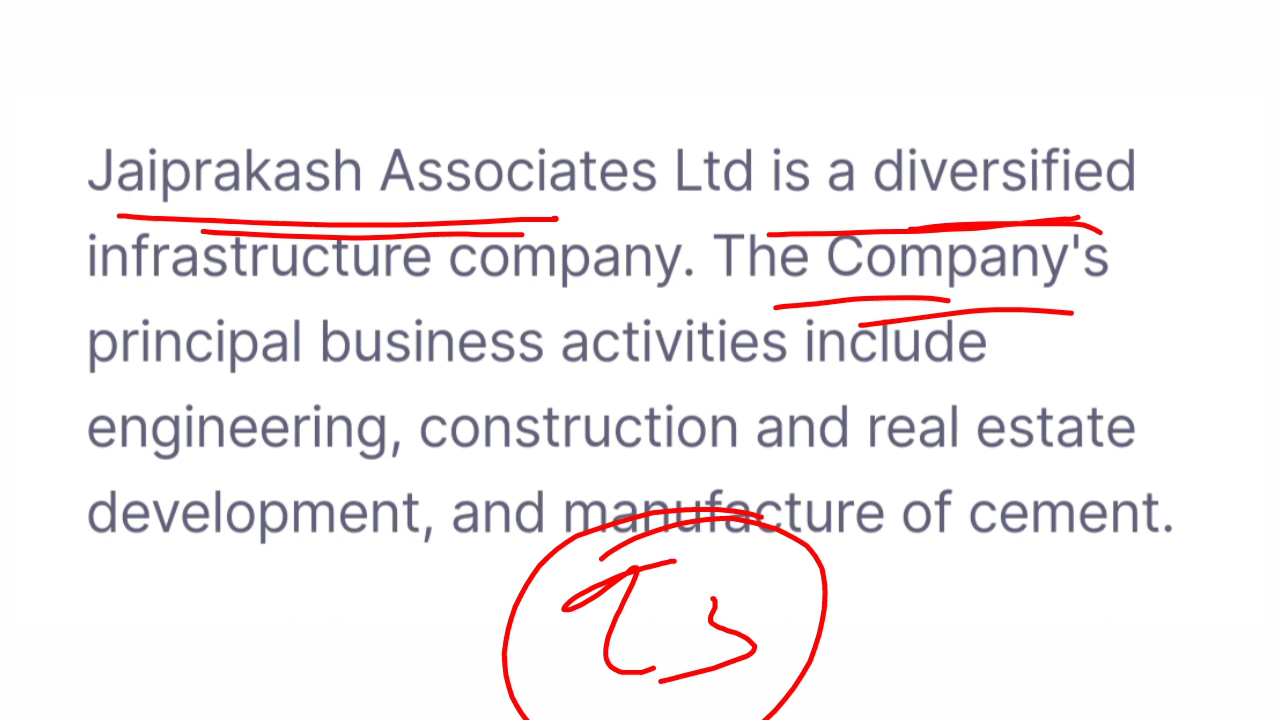 Jaiprakash Associates Ltd is a diversified
infrastructure company. The Company's
principal business activities include
engineering, construction and real estate
development, and manufacture of cement.